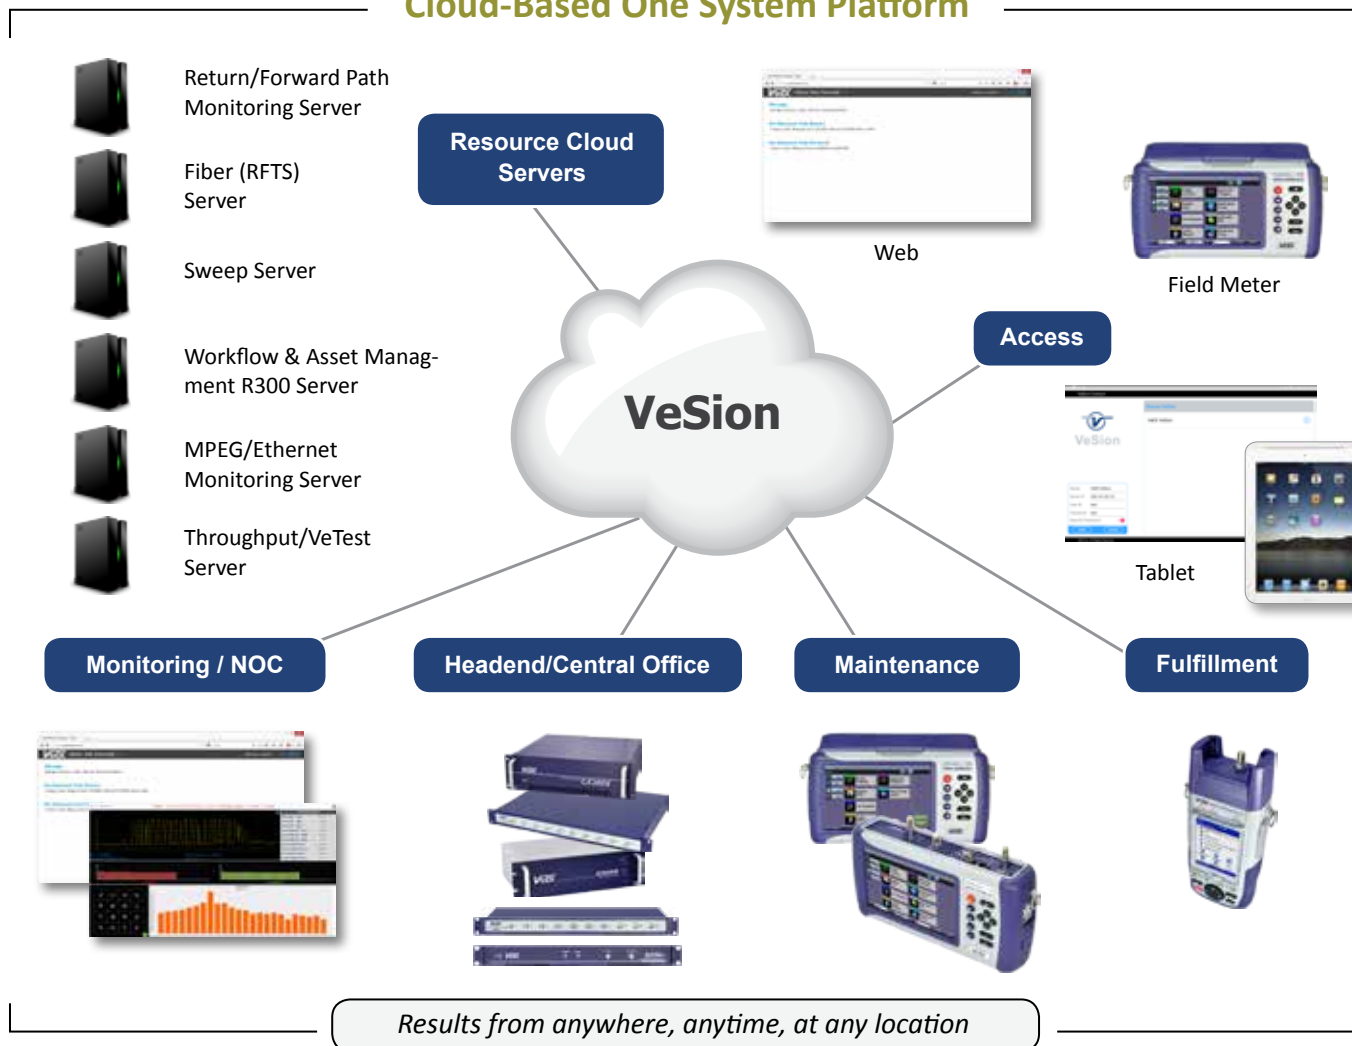 Cloud-Based One System Platform
Return/Forward Path
Monitoring Server
Fiber (RFTS)
Server
Sweep Server
Workflow & Asset Manag-
ment R300 Server
MPEG/Ethernet
Monitoring Server
Throughput/VeTest
Server
Resource Cloud
Servers
Web
Field Meter
Access
VeSion
VeSion
Tablet
Monitoring / NOC
Headend/Central Office
Maintenance
Fulfillment
Results from anywhere, anytime, at any location